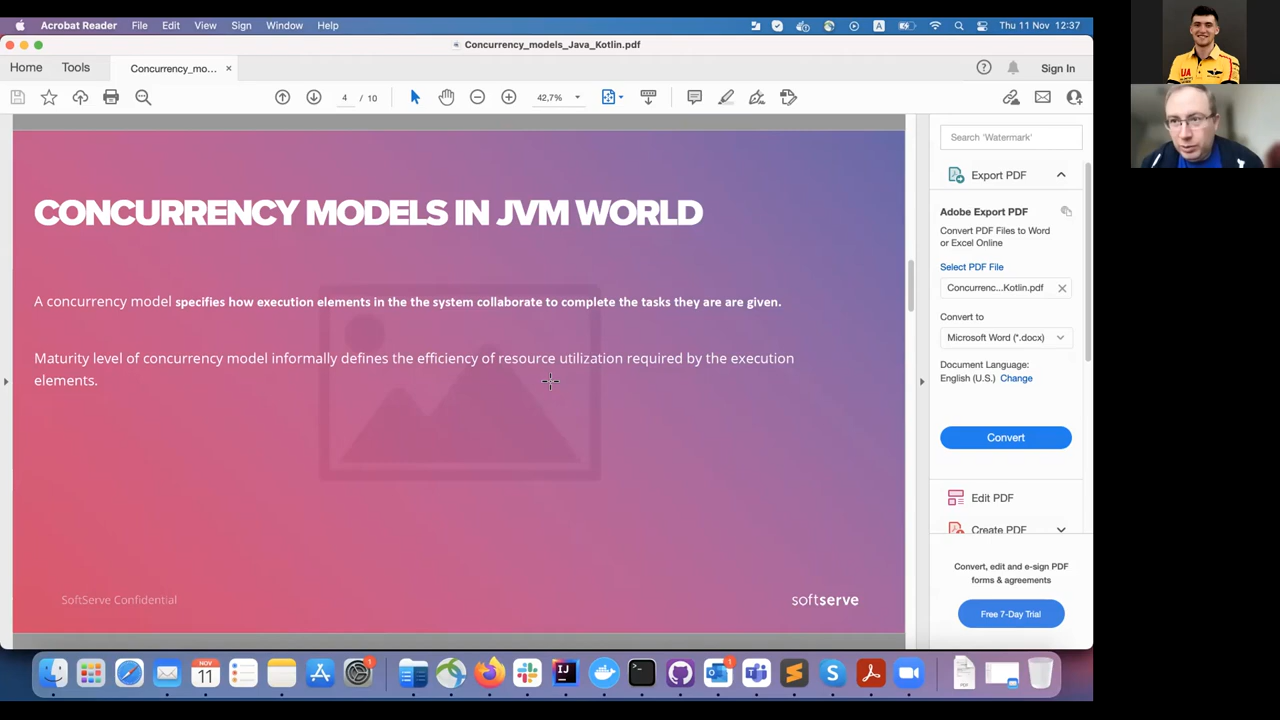 Acrobat Reader File Edit View Sign Window Help
A
Thu 11 Nov 12:37
Concurrency_models_Java_Kotlin.pdf
Home Tools Concurrency_mo... × Sign In
4 / 10 42,7%
CONCURRENCY MODELS IN JVM WORLD
A concurrency model specifies how execution elements in the the system collaborate to complete the tasks they are are given.
Maturity level of concurrency model informally defines the efficiency of resource utilization required by the execution
elements.
SoftServe Confidential
softserve
Search 'Watermark'
Export PDF
Adobe Export PDF
Convert PDF Files to Word
or Excel Online
Select PDF File
Concurrenc...Kotlin.pdf
Convert to
Microsoft Word (*.docx)
Document Language:
English (U.S.) Change
Convert
Edit PDF
Create PDF
Convert, edit and e-sign PDF
forms & agreements
Free 7-Day Trial
NOV
11
1
IJ
1
UA